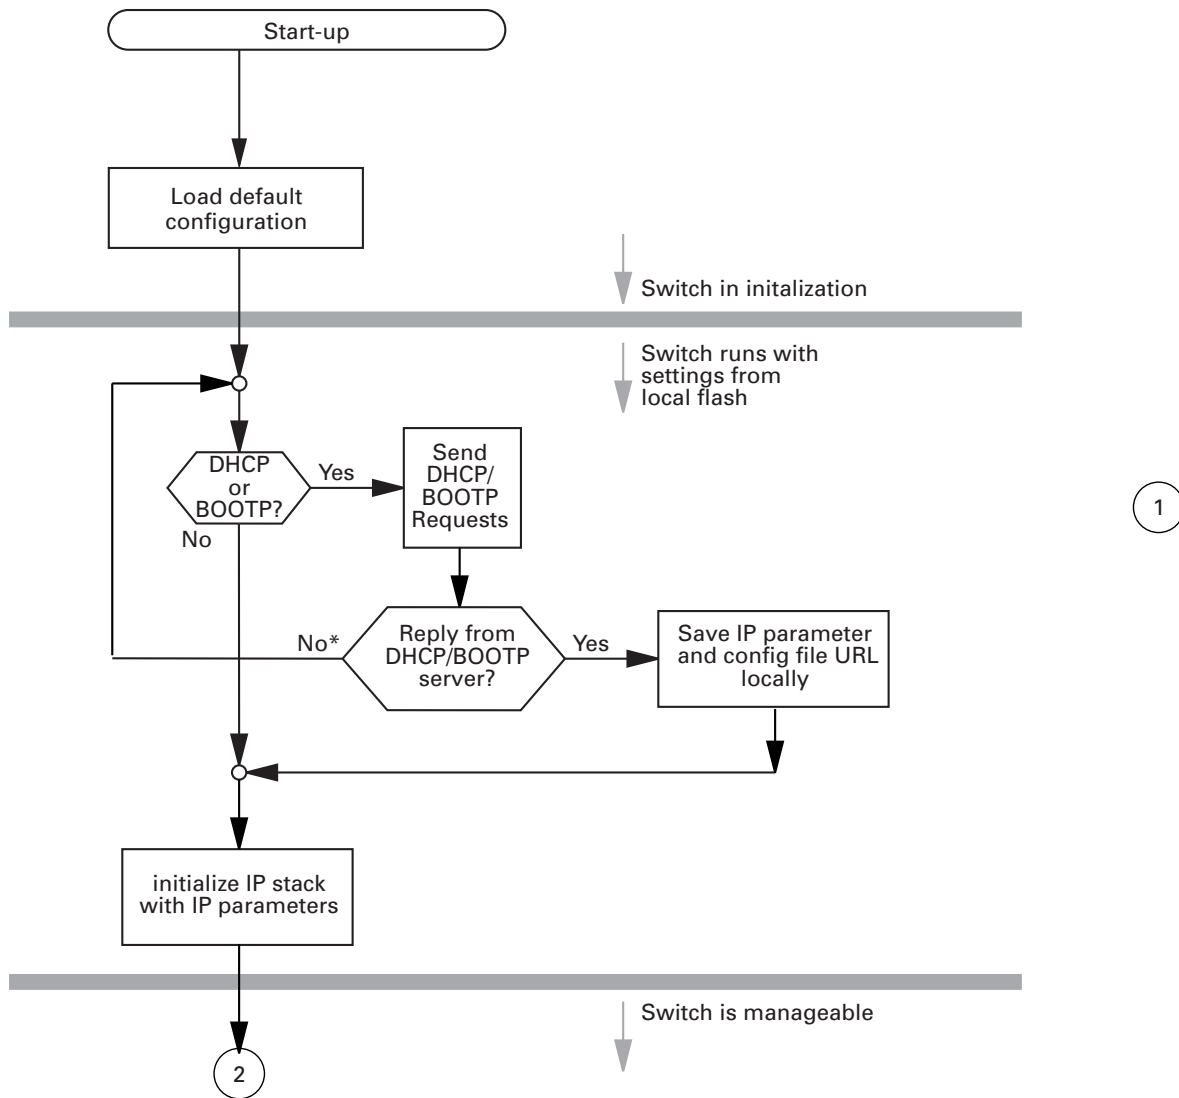 Start-up
Load default
configuration
Switch in initalization
Switch runs with
settings from
local flash
DHCP
or
BOOTP?
Yes
No
Send
DHCP/
BOOTP
Requests
1
No*
Reply from
DHCP/BOOTP
server?
Yes
Save IP parameter
and config file URL
locally
initialize IP stack
with IP parameters
Switch is manageable
2